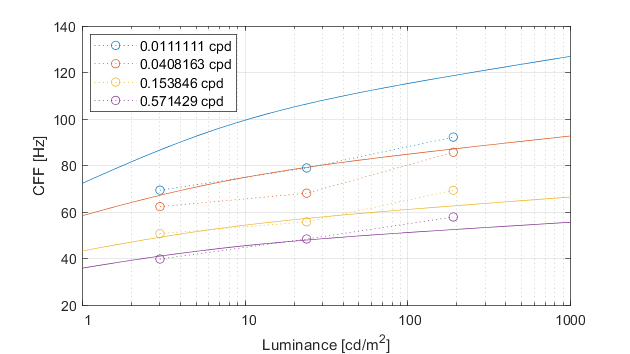 140
120
100
80
60
40
20
CFF [Hz]
0.0111111 cpd
0.0408163 cpd
0.153846 cpd
0.571429 cpd
1 10 100 1000
Luminance [cd/m²]